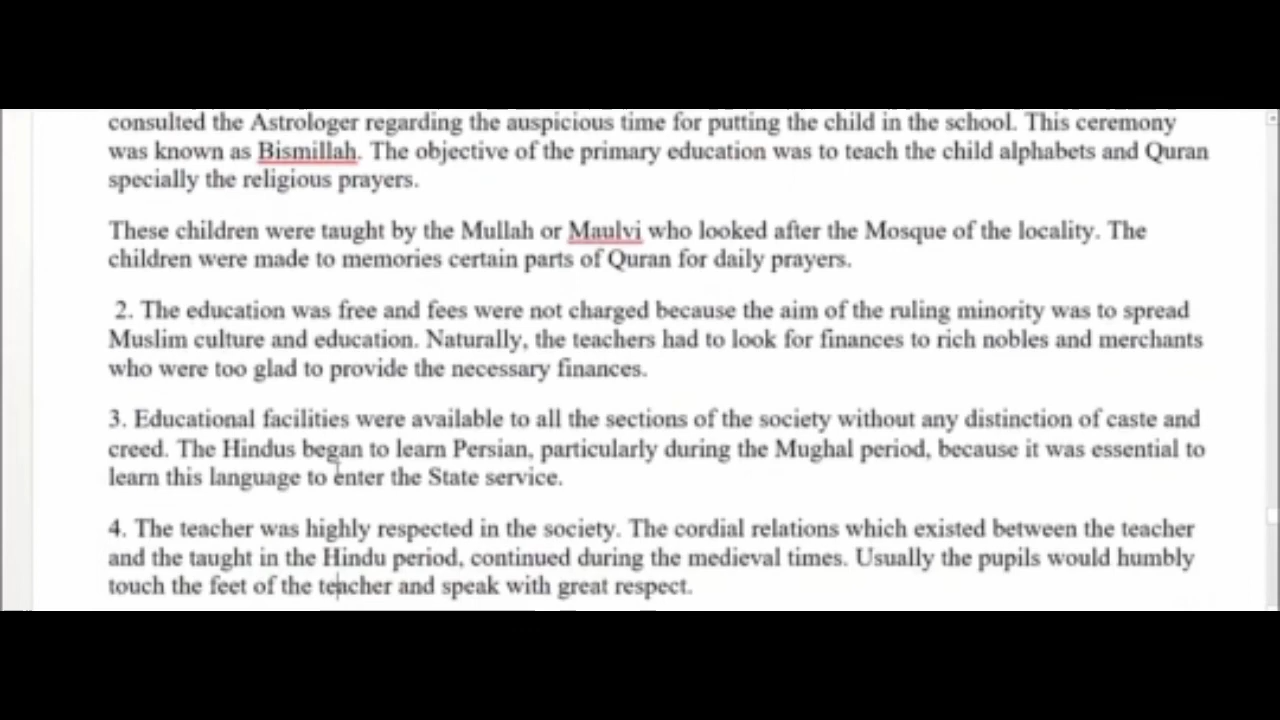 consulted the Astrologer regarding the auspicious time for putting the child in the school. This ceremony
was known as Bismillah. The objective of the primary education was to teach the child alphabets and Quran
specially the religious prayers.
These children were taught by the Mullah or Maulvi who looked after the Mosque of the locality. The
children were made to memories certain parts of Quran for daily prayers.
2. The education was free and fees were not charged because the aim of the ruling minority was to spread
Muslim culture and education. Naturally, the teachers had to look for finances to rich nobles and merchants
who were too glad to provide the necessary finances.
3. Educational facilities were available to all the sections of the society without any distinction of caste and
creed. The Hindus began to learn Persian, particularly during the Mughal period, because it was essential to
learn this language to enter the State service.
4. The teacher was highly respected in the society. The cordial relations which existed between the teacher
and the taught in the Hindu period, continued during the medieval times. Usually the pupils would humbly
touch the feet of the teacher and speak with great respect.